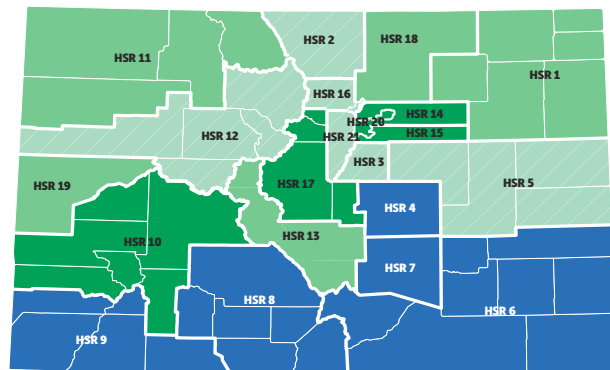 HSR 2
HSR 18
HSR 11
HSR 1
HSR 16
HSR 14
HSR 20
HSR 15
HSR 21
HSR 12
HSR 3
HSR 17
HSR 5
HSR 19
HSR 4
HSR 13
HSR 10
HSR 7
HSR 8
HSR 6
HSR 9